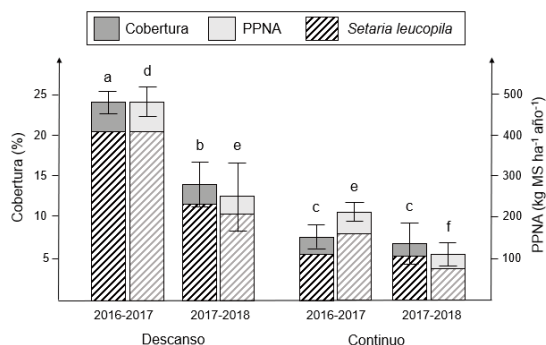 Cobertura PPNA Setaria leucopila
Cobertura (%)
25
20
15
10
5
a d b e c e c f
500
400
300
200
100
PPNA (kg MS ha⁻¹ año⁻¹)
2016-2017 2017-2018 2016-2017 2017-2018
Descanso Continuo